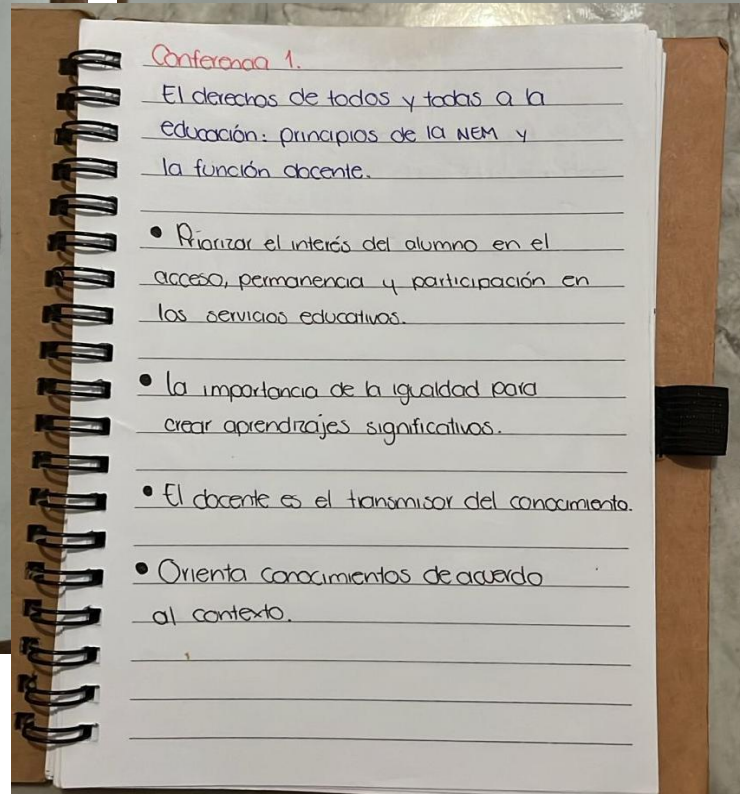 Conferencia 1.
El derechos de todos y todas a la
educación: principios de la NEM y
la función docente.
• Priorizar el interés del alumno en el
acceso, permanencia y participación en
los servicios educativos.
• la importancia de la igualdad para
crear aprendizajes significativos.
• El docente es el transmisor del conocimiento.
• Orienta conocimientos de acuerdo
al contexto.